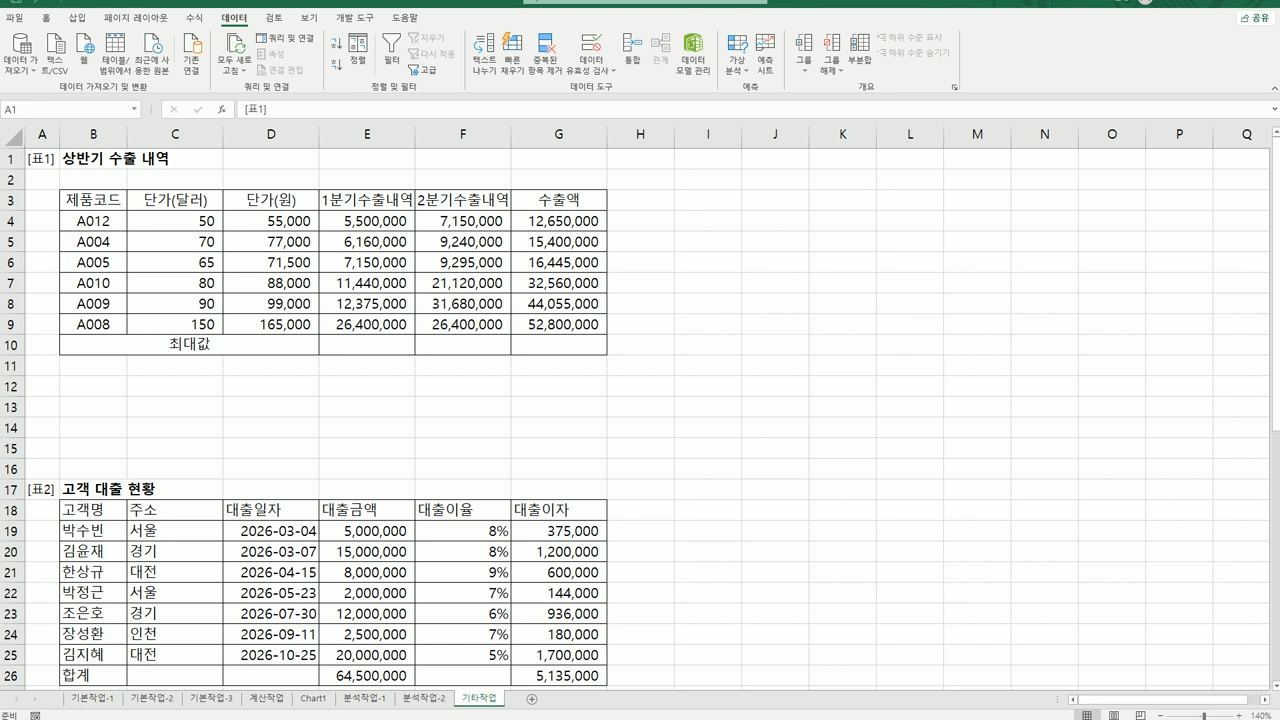 파일 홈 삽입 페이지 레이아웃 수식 데이터 검토 보기 개발 도구 도움말 공유
데이터 가져오기 텍스트/CSV 웹 테이블/범위에서 최근에 사용한 원본 기존 연결 모두 새로 고침 쿼리 및 연결 속성 연결 편집 정렬 필터 지우기 다시 적용 고급 텍스트 나누기 빠른 채우기 중복된 항목 제거 데이터 유효성 검사 통합 관계 데이터 모델 관리 가상 분석 예측 시트 그룹 그룹 해제 부분합 하위 수준 표시 하위 수준 숨기기
데이터 가져오기 및 변환 쿼리 및 연결 정렬 및 필터 데이터 도구 예측 개요
A1 fx [표1]
A B C D E F G H I J K L M N O P Q
1 [표1] 상반기 수출 내역
2
3 제품코드 단가(달러) 단가(원) 1분기수출내역 2분기수출내역 수출액
4 A012 50 55,000 5,500,000 7,150,000 12,650,000
5 A004 70 77,000 6,160,000 9,240,000 15,400,000
6 A005 65 71,500 7,150,000 9,295,000 16,445,000
7 A010 80 88,000 11,440,000 21,120,000 32,560,000
8 A009 90 99,000 12,375,000 31,680,000 44,055,000
9 A008 150 165,000 26,400,000 26,400,000 52,800,000
10 최대값
11
12
13
14
15
16
17 [표2] 고객 대출 현황
18 고객명 주소 대출일자 대출금액 대출이율 대출이자
19 박수빈 서울 2026-03-04 5,000,000 8% 375,000
20 김윤재 경기 2026-03-07 15,000,000 8% 1,200,000
21 한상규 대전 2026-04-15 8,000,000 9% 600,000
22 박정근 서울 2026-05-23 2,000,000 7% 144,000
23 조은호 경기 2026-07-30 12,000,000 6% 936,000
24 장성환 인천 2026-09-11 2,500,000 7% 180,000
25 김지혜 대전 2026-10-25 20,000,000 5% 1,700,000
26 합계 64,500,000 5,135,000
기본작업-1 기본작업-2 기본작업-3 계산작업 Chart1 분석작업-1 분석작업-2 기타작업
준비 140%